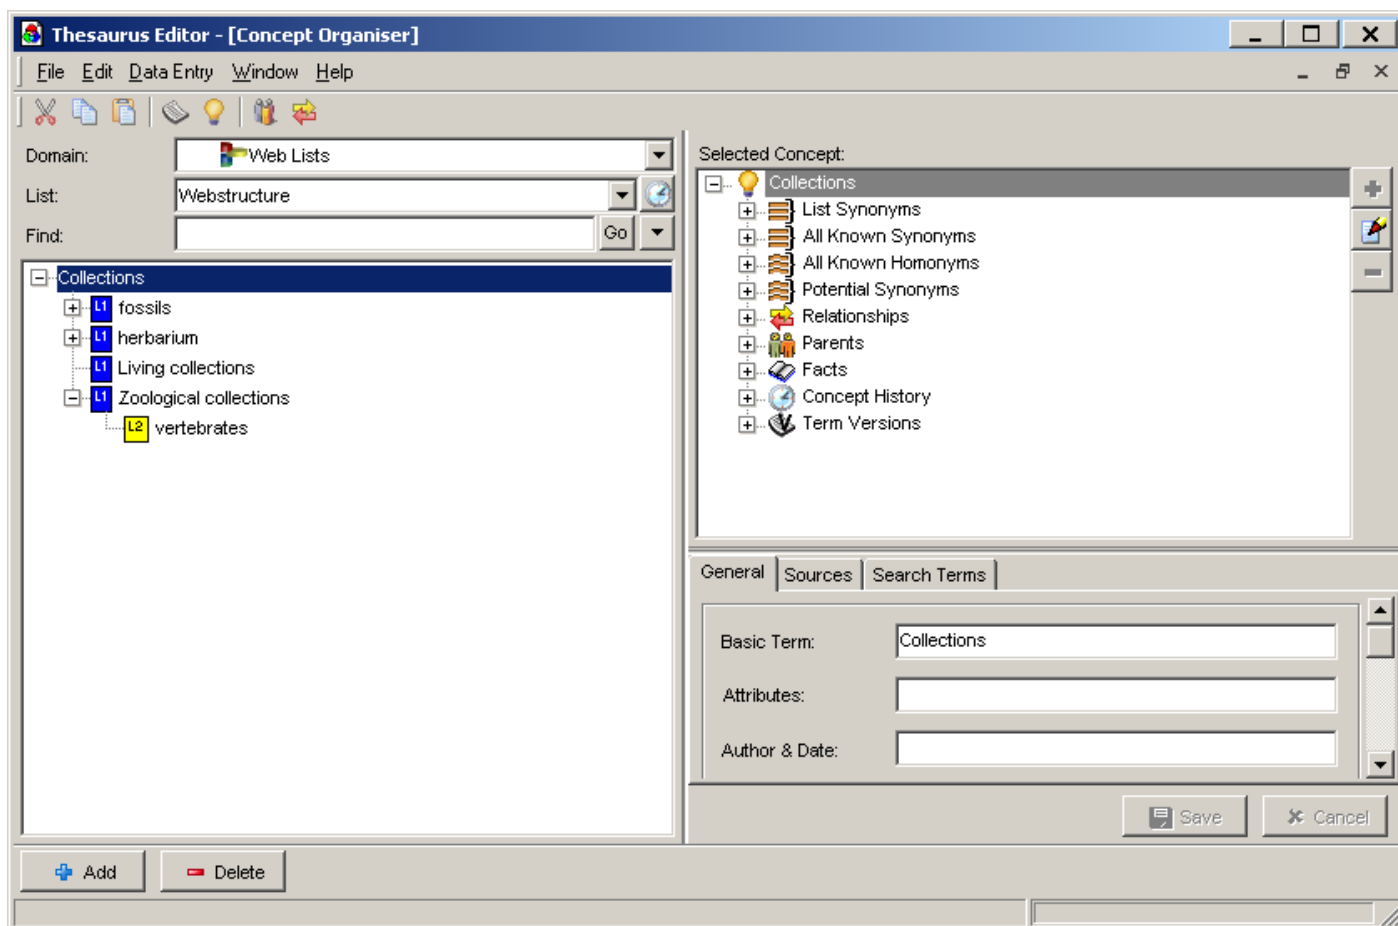 Thesaurus Editor - [Concept Organiser]
File Edit Data Entry Window Help
Domain: Web Lists
List: Webstructure
Find: Go
Collections
L1 fossils
L1 herbarium
L1 Living collections
L1 Zoological collections
L2 vertebrates
Selected Concept:
Collections
List Synonyms
All Known Synonyms
All Known Homonyms
Potential Synonyms
Relationships
Parents
Facts
Concept History
Term Versions
General Sources Search Terms
Basic Term: Collections
Attributes:
Author & Date:
Save Cancel
Add Delete